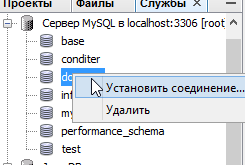 Проекты Файлы Службы ×
Сервер MySQL в localhost:3306 [root
base
conditer
Установить соединение...
Удалить
performance_schema
test